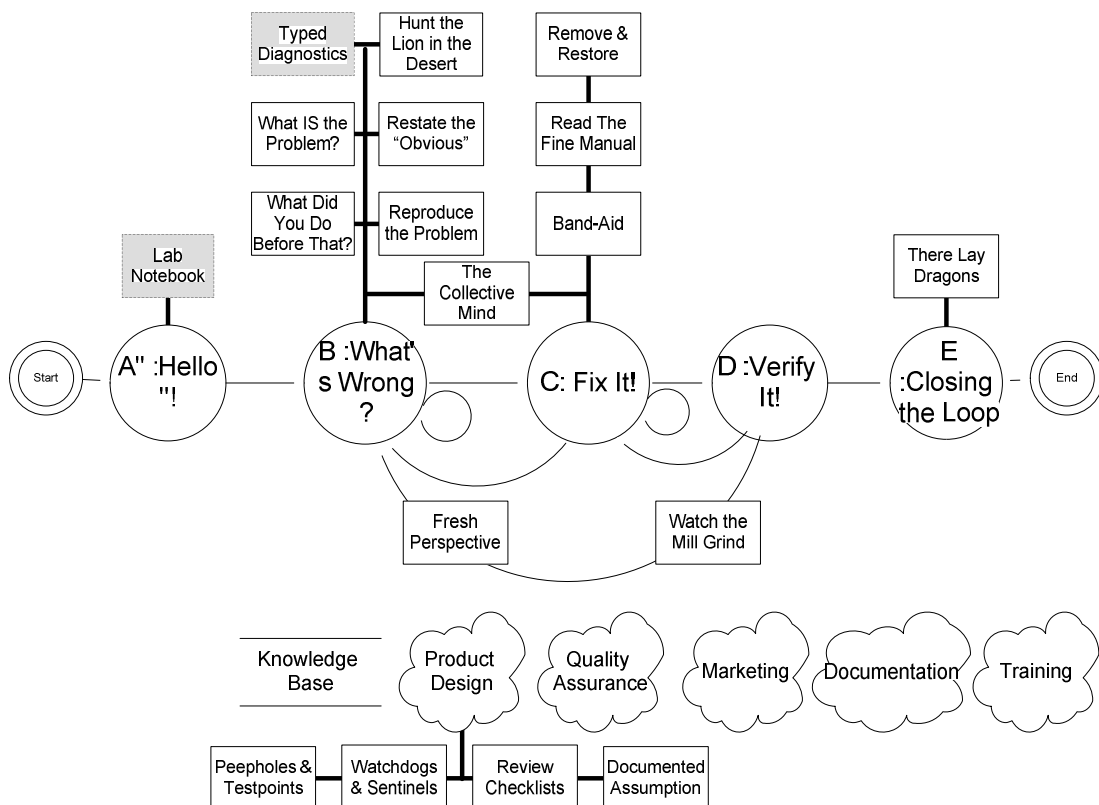 Typed
Diagnostics
Hunt the
Lion in the
Desert
Remove &
Restore
What IS the
Problem?
Restate the
“Obvious”
Read The
Fine Manual
What Did
You Do
Before That?
Reproduce
the Problem
Band-Aid
Lab
Notebook
The
Collective
Mind
There Lay
Dragons
Start
A" :Hello
"!
B :What'
s Wrong
?
C: Fix It!
D :Verify
It!
E
:Closing
the Loop
End
Fresh
Perspective
Watch the
Mill Grind
Knowledge
Base
Product
Design
Quality
Assurance
Marketing
Documentation
Training
Peepholes &
Testpoints
Watchdogs
& Sentinels
Review
Checklists
Documented
Assumption